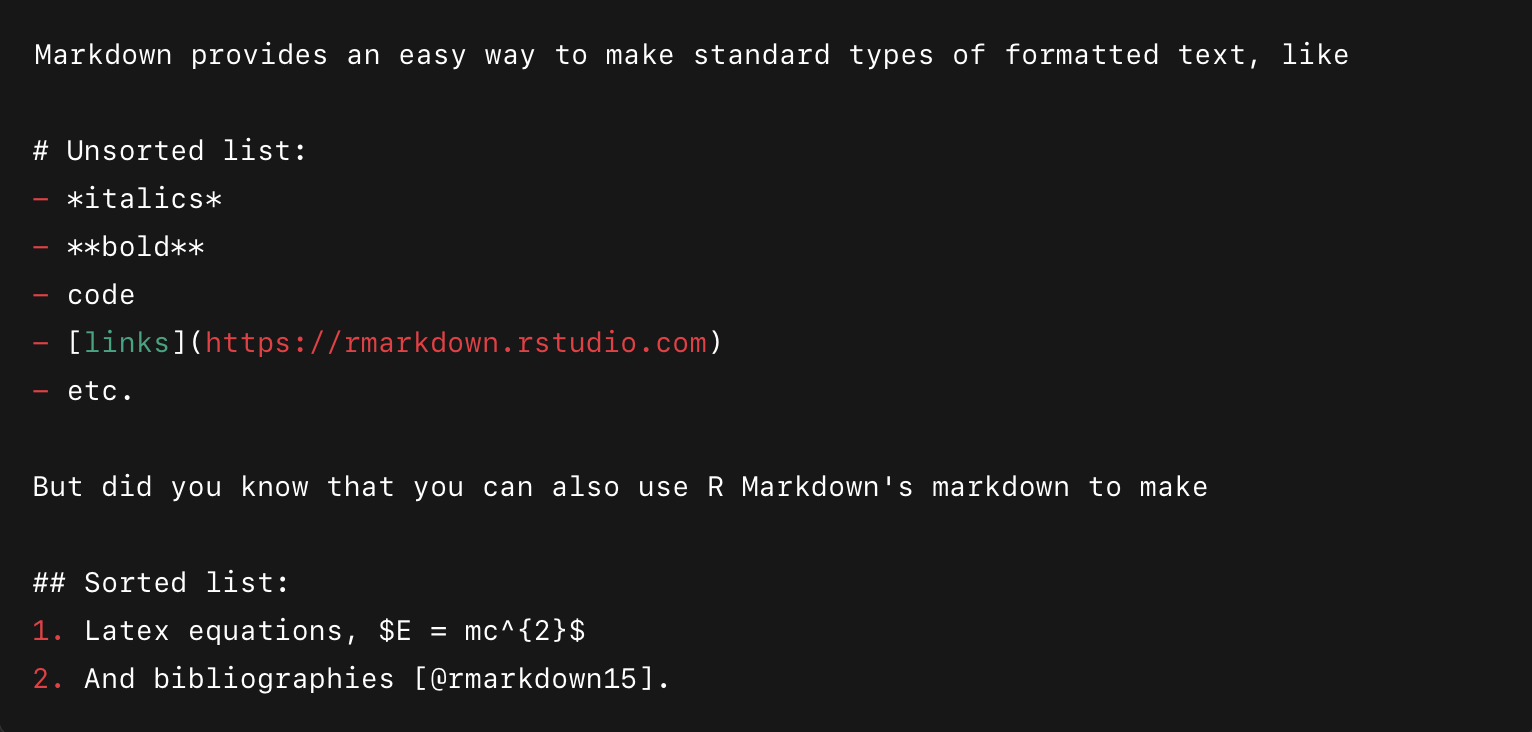 Markdown provides an easy way to make standard types of formatted text, like
# Unsorted list:
- *italics*
- **bold**
- code
- [links](https://rmarkdown.rstudio.com)
- etc.
But did you know that you can also use R Markdown's markdown to make
## Sorted list:
1. Latex equations, $E = mc^{2}$
2. And bibliographies [@rmarkdown15].